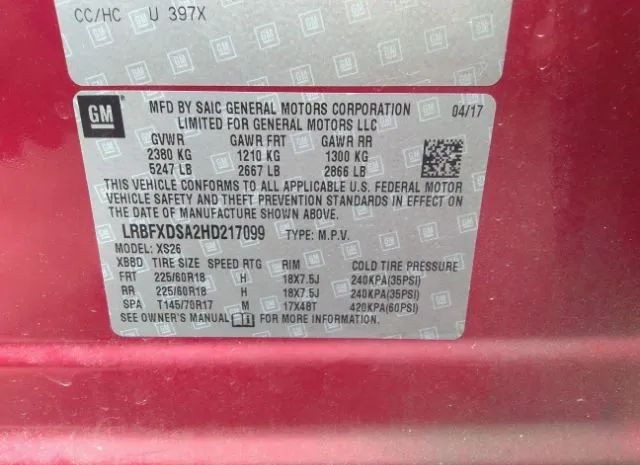 CC/HC U 397X
GM
MFD BY SAIC GENERAL MOTORS CORPORATION 04/17
LIMITED FOR GENERAL MOTORS LLC
GVWR GAWR FRT GAWR RR
2380 KG 1210 KG 1300 KG
5247 LB 2667 LB 2866 LB
THIS VEHICLE CONFORMS TO ALL APPLICABLE U.S. FEDERAL MOTOR
VEHICLE SAFETY AND THEFT PREVENTION STANDARDS IN EFFECT ON
THE DATE OF MANUFACTURE SHOWN ABOVE.
LRBFXDSA2HD217099 TYPE: M.P.V.
MODEL: XS26
XBBD TIRE SIZE SPEED RTG RIM COLD TIRE PRESSURE
FRT 225/60R18 H 18X7.5J 240KPA(35PSI)
RR 225/60R18 H 18X7.5J 240KPA(35PSI)
SPA T145/70R17 M 17X48T 420KPA(60PSI)
SEE OWNER'S MANUAL FOR MORE INFORMATION.